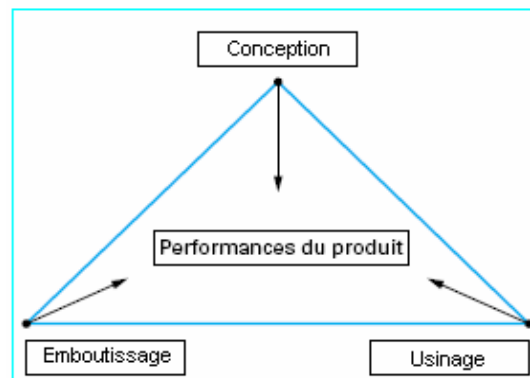 Conception
Performances du produit
Emboutissage
Usinage